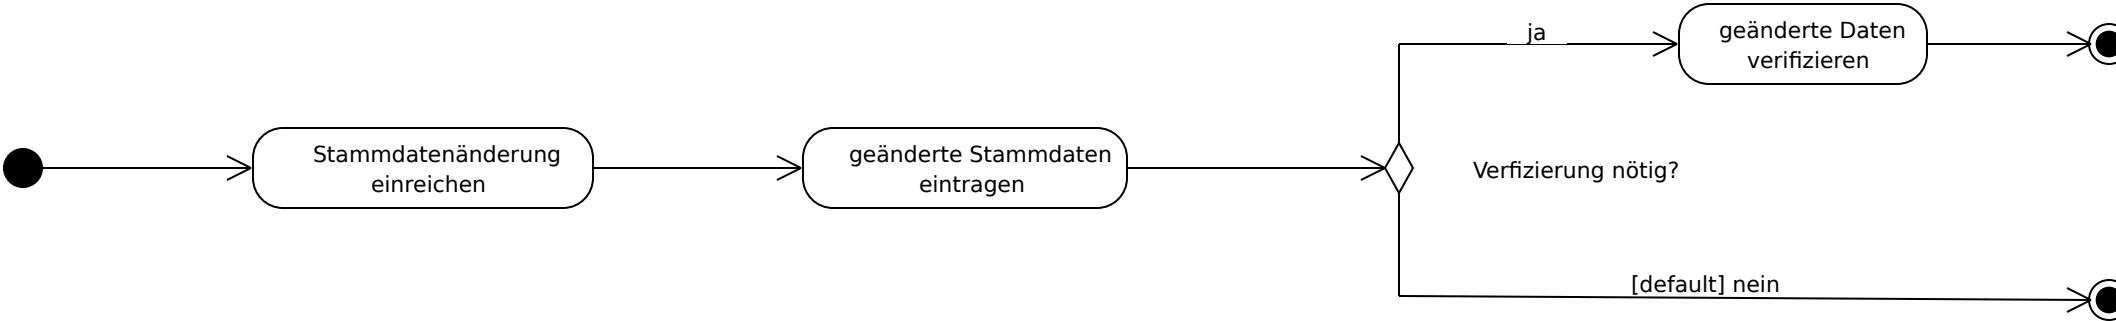 ja
geänderte Daten
verifizieren
Stammdatenänderung
einreichen
geänderte Stammdaten
eintragen
Verfizierung nötig?
[default] nein